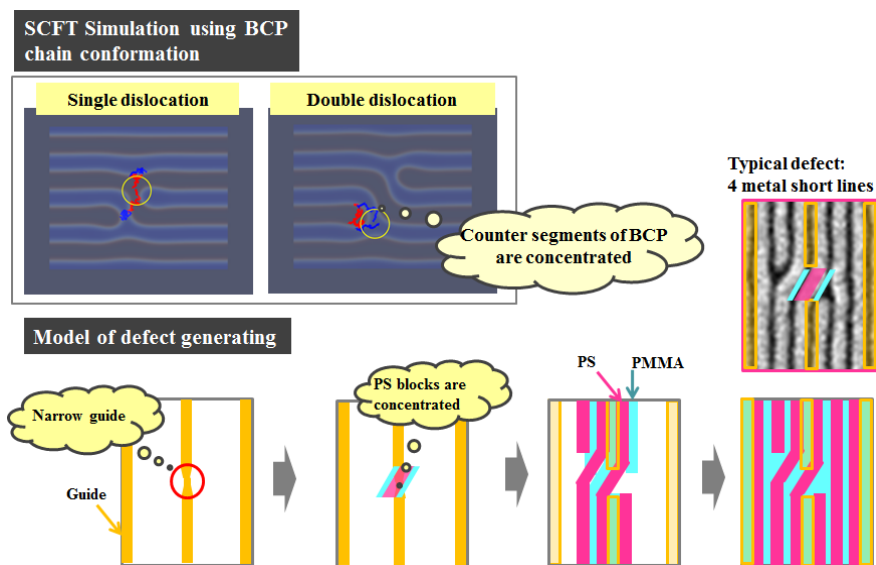 SCFT Simulation using BCP
chain conformation
Single dislocation
Double dislocation
Counter segments of BCP
are concentrated
Typical defect:
4 metal short lines
Model of defect generating
Narrow guide
Guide
PS blocks are
concentrated
PS
PMMA